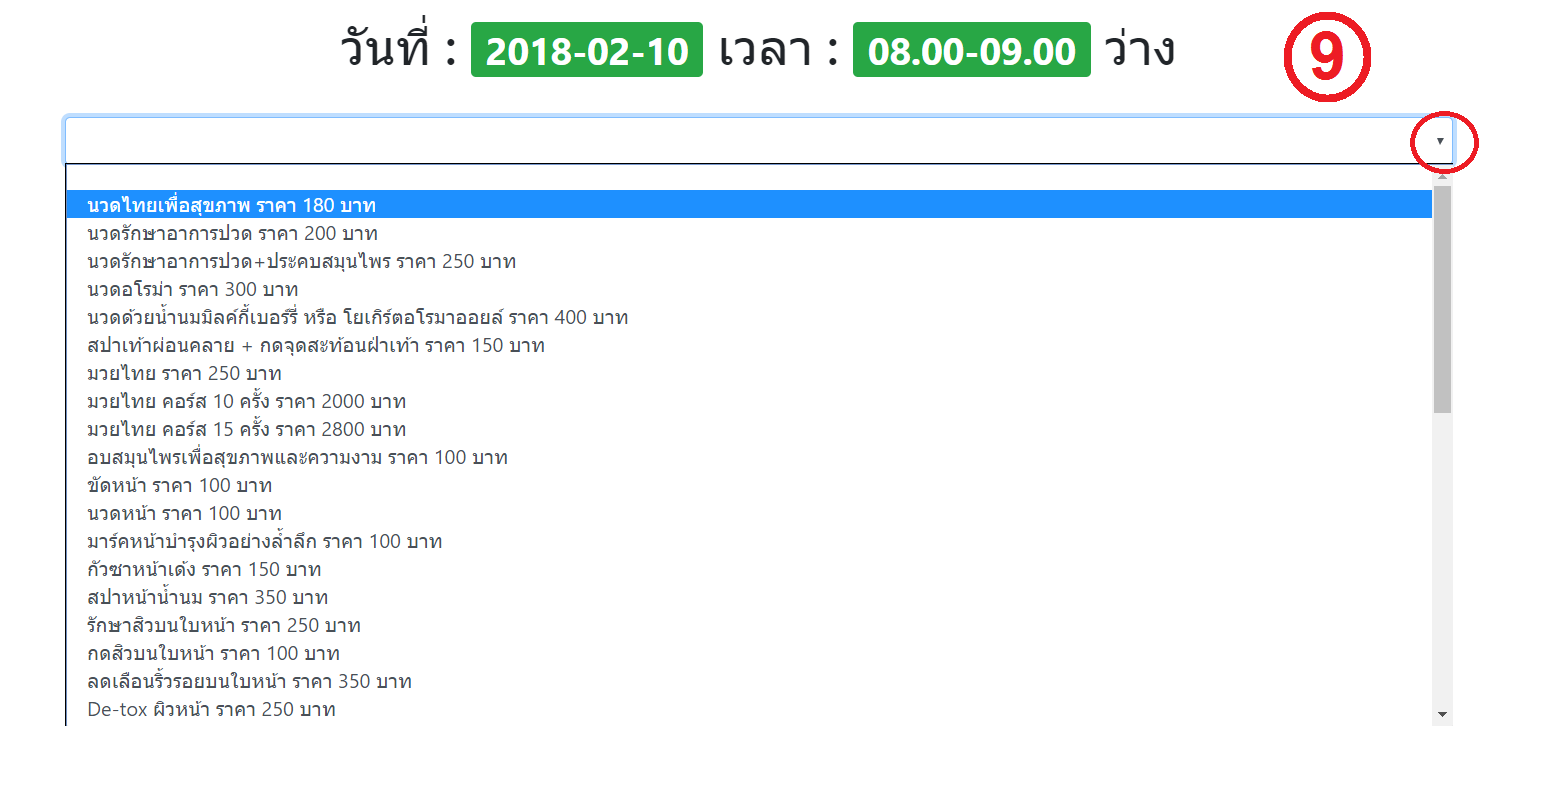 วันที่ : 2018-02-10 เวลา : 08.00-09.00 ว่าง
9
นวดไทยเพื่อสุขภาพ ราคา 180 บาท
นวดรักษาอาการปวด ราคา 200 บาท
นวดรักษาอาการปวด+ประคบสมุนไพร ราคา 250 บาท
นวดอโรม่า ราคา 300 บาท
นวดด้วยน้ำนมมิลค์กี้เบอร์รี่ หรือ โยเกิร์ตอโรมาออยล์ ราคา 400 บาท
สปาเท้าผ่อนคลาย + กดจุดสะท้อนฝ่าเท้า ราคา 150 บาท
มวยไทย ราคา 250 บาท
มวยไทย คอร์ส 10 ครั้ง ราคา 2000 บาท
มวยไทย คอร์ส 15 ครั้ง ราคา 2800 บาท
อบสมุนไพรเพื่อสุขภาพและความงาม ราคา 100 บาท
ขัดหน้า ราคา 100 บาท
นวดหน้า ราคา 100 บาท
มาร์คหน้าบำรุงผิวอย่างล้ำลึก ราคา 100 บาท
กัวซาหน้าเด้ง ราคา 150 บาท
สปาหน้าน้ำนม ราคา 350 บาท
รักษาสิวบนใบหน้า ราคา 250 บาท
กดสิวบนใบหน้า ราคา 100 บาท
ลดเลือนริ้วรอยบนใบหน้า ราคา 350 บาท
De-tox ผิวหน้า ราคา 250 บาท